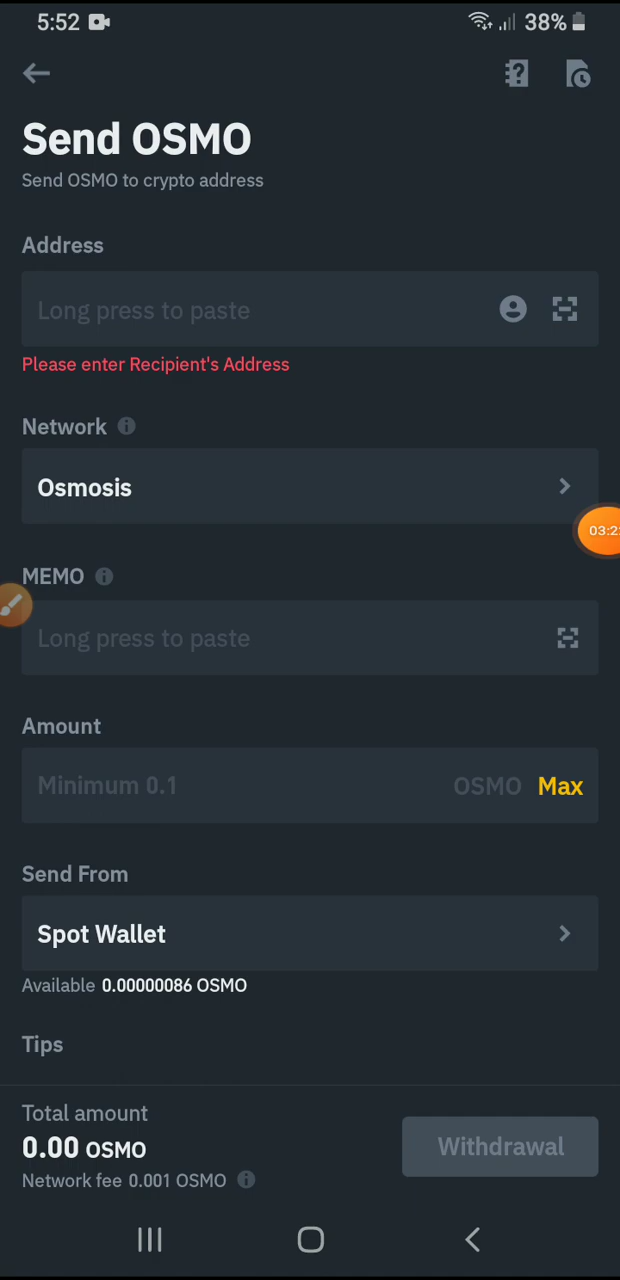 5:52 38%
Send OSMO
Send OSMO to crypto address
Address
Long press to paste
Please enter Recipient's Address
Network
Osmosis
03:2
MEMO
Long press to paste
Amount
Minimum 0.1 OSMO Max
Send From
Spot Wallet
Available 0.00000086 OSMO
Tips
Total amount
0.00 OSMO
Withdrawal
Network fee 0.001 OSMO